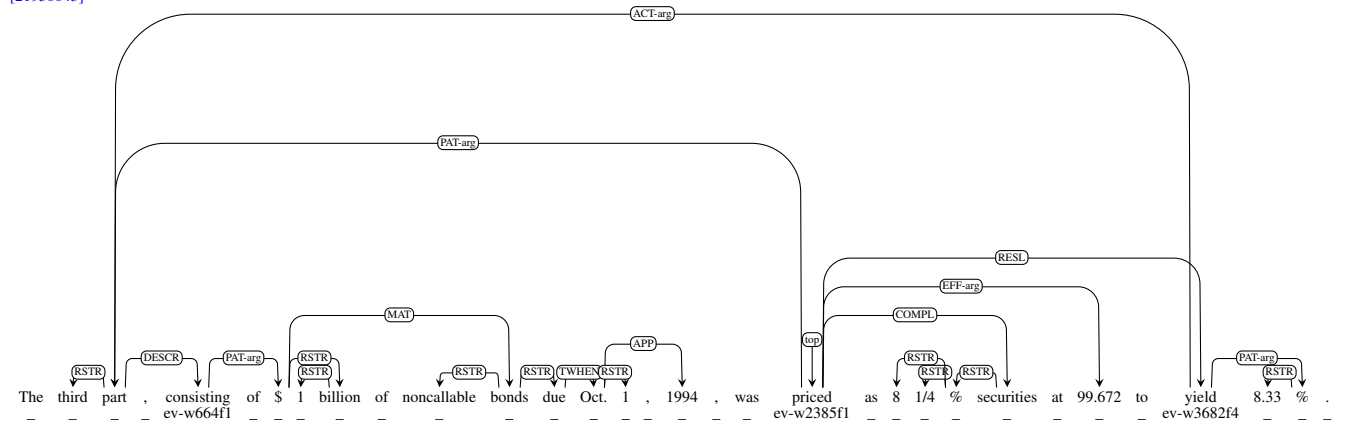 ACT-arg
PAT-arg
RESL
EFF-arg
MAT COMPL
top APP
DESCR PAT-arg RSTR RSTR PAT-arg
RSTR RSTR RSTR RSTR TWHEN RSTR RSTR RSTR RSTR
The third part , consisting of $ 1 billion of noncallable bonds due Oct. 1 , 1994 , was priced as 8 1/4 % securities at 99.672 to yield 8.33 % .
_ _ _ _ ev-w664f1 _ _ _ _ _ _ _ _ _ _ _ _ _ _ ev-w2385f1 _ _ _ _ _ _ _ ev-w3682f4 _ _ _